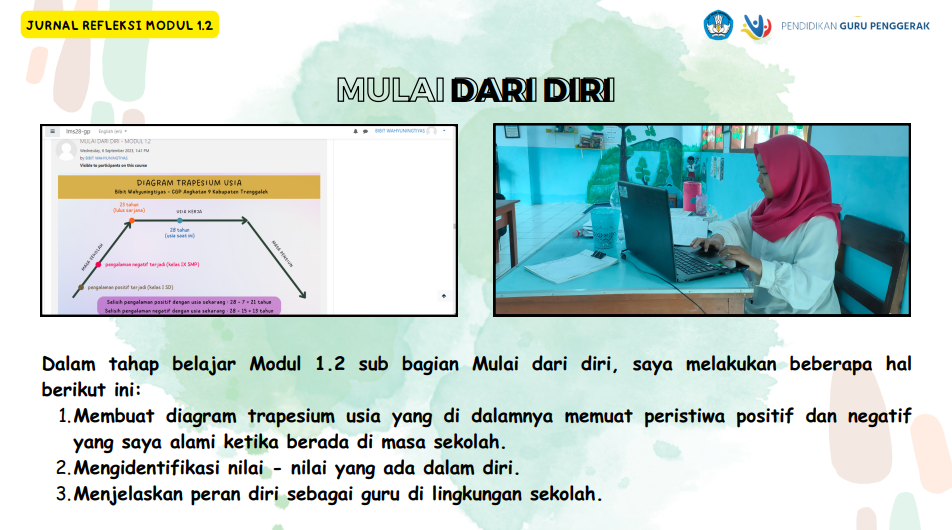 JURNAL REFLEKSI MODUL 1.2
PENDIDIKAN GURU PENGGERAK
MULAI DARI DIRI
lms26-gp English (en)
BIBIT WAHYUNINGTIYAS
MULAI DARI DIRI - MODUL 1.2
Wednesday, 6 September 2023, 1:41 PM
by BIBIT WAHYUNINGTIYAS
Visible to participants on this course
DIAGRAM TRAPESIUM USIA
Bibit Wahyuningtiyas - CGP Angkatan 9 Kabupaten Trenggalek
23 tahun
(lulus sarjana)
USIA KERJA
28 tahun
(usia saat ini)
MASA SEKOLAH
MASA PENSIUN
pengalaman negatif terjadi (kelas IX SMP)
pengalaman positif terjadi (kelas I SD)
Selisih pengalaman positif dengan usia sekarang : 28 - 7 = 21 tahun
Selisih pengalaman negatif dengan usia sekarang : 28 - 15 = 13 tahun
Dalam tahap belajar Modul 1.2 sub bagian Mulai dari diri, saya melakukan beberapa hal
berikut ini:
1. Membuat diagram trapesium usia yang di dalamnya memuat peristiwa positif dan negatif
yang saya alami ketika berada di masa sekolah.
2. Mengidentifikasi nilai - nilai yang ada dalam diri.
3. Menjelaskan peran diri sebagai guru di lingkungan sekolah.